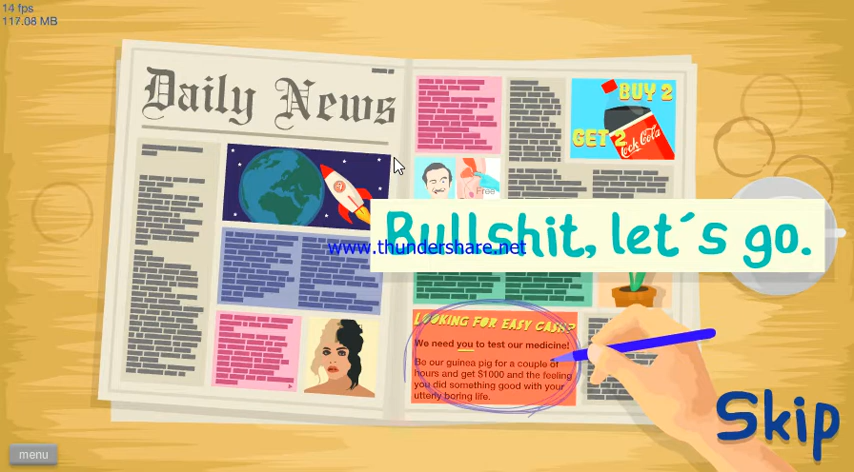 14 fps
117.08 MB
Daily News
BUY 2
GET 2
Lock Cola
Free
Bullshit, let´s go.
www.thundershare.net
LOOKING FOR EASY CASH?
We need you to test our medicine!
Be our guinea pig for a couple of
hours and get $1000 and the feeling
you did something good with your
utterly boring life.
Skip
menu